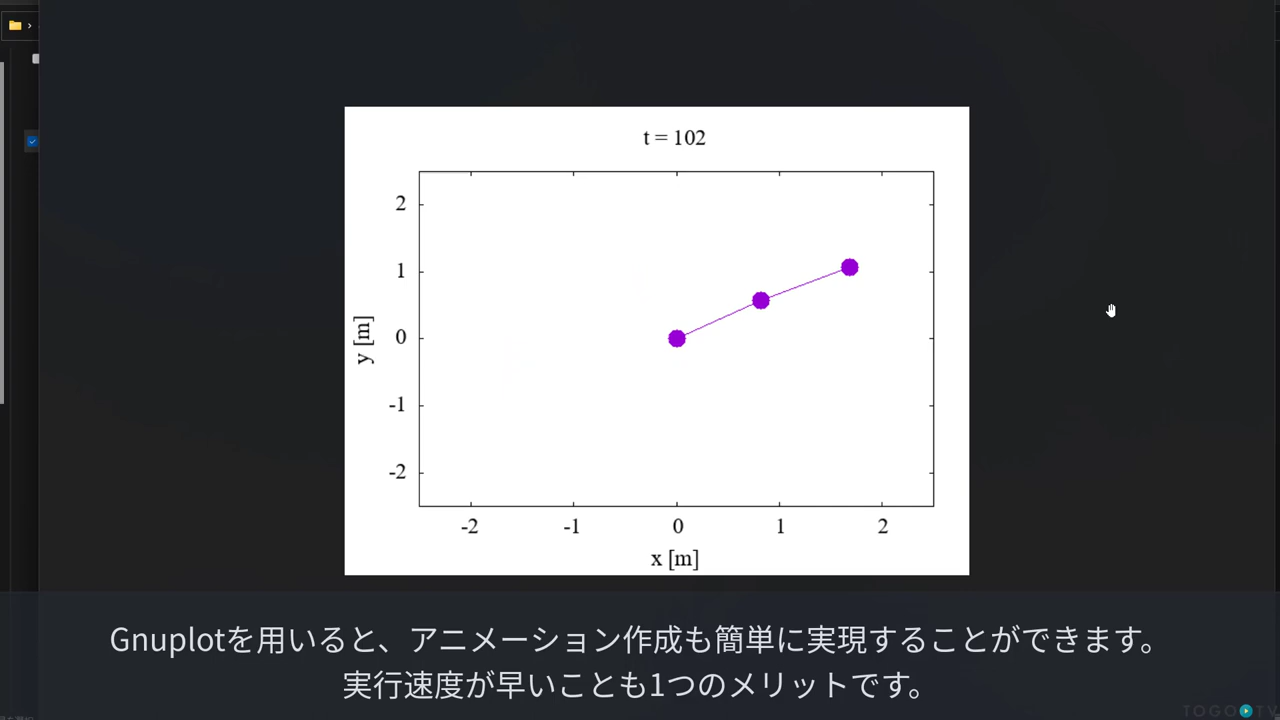 t = 102
2
1
0
-1
-2
y [m]
-2 -1 0 1 2
x [m]
Gnuplotを用いると、アニメーション作成も簡単に実現することができます。
実行速度が早いことも1つのメリットです。
TOGO TV